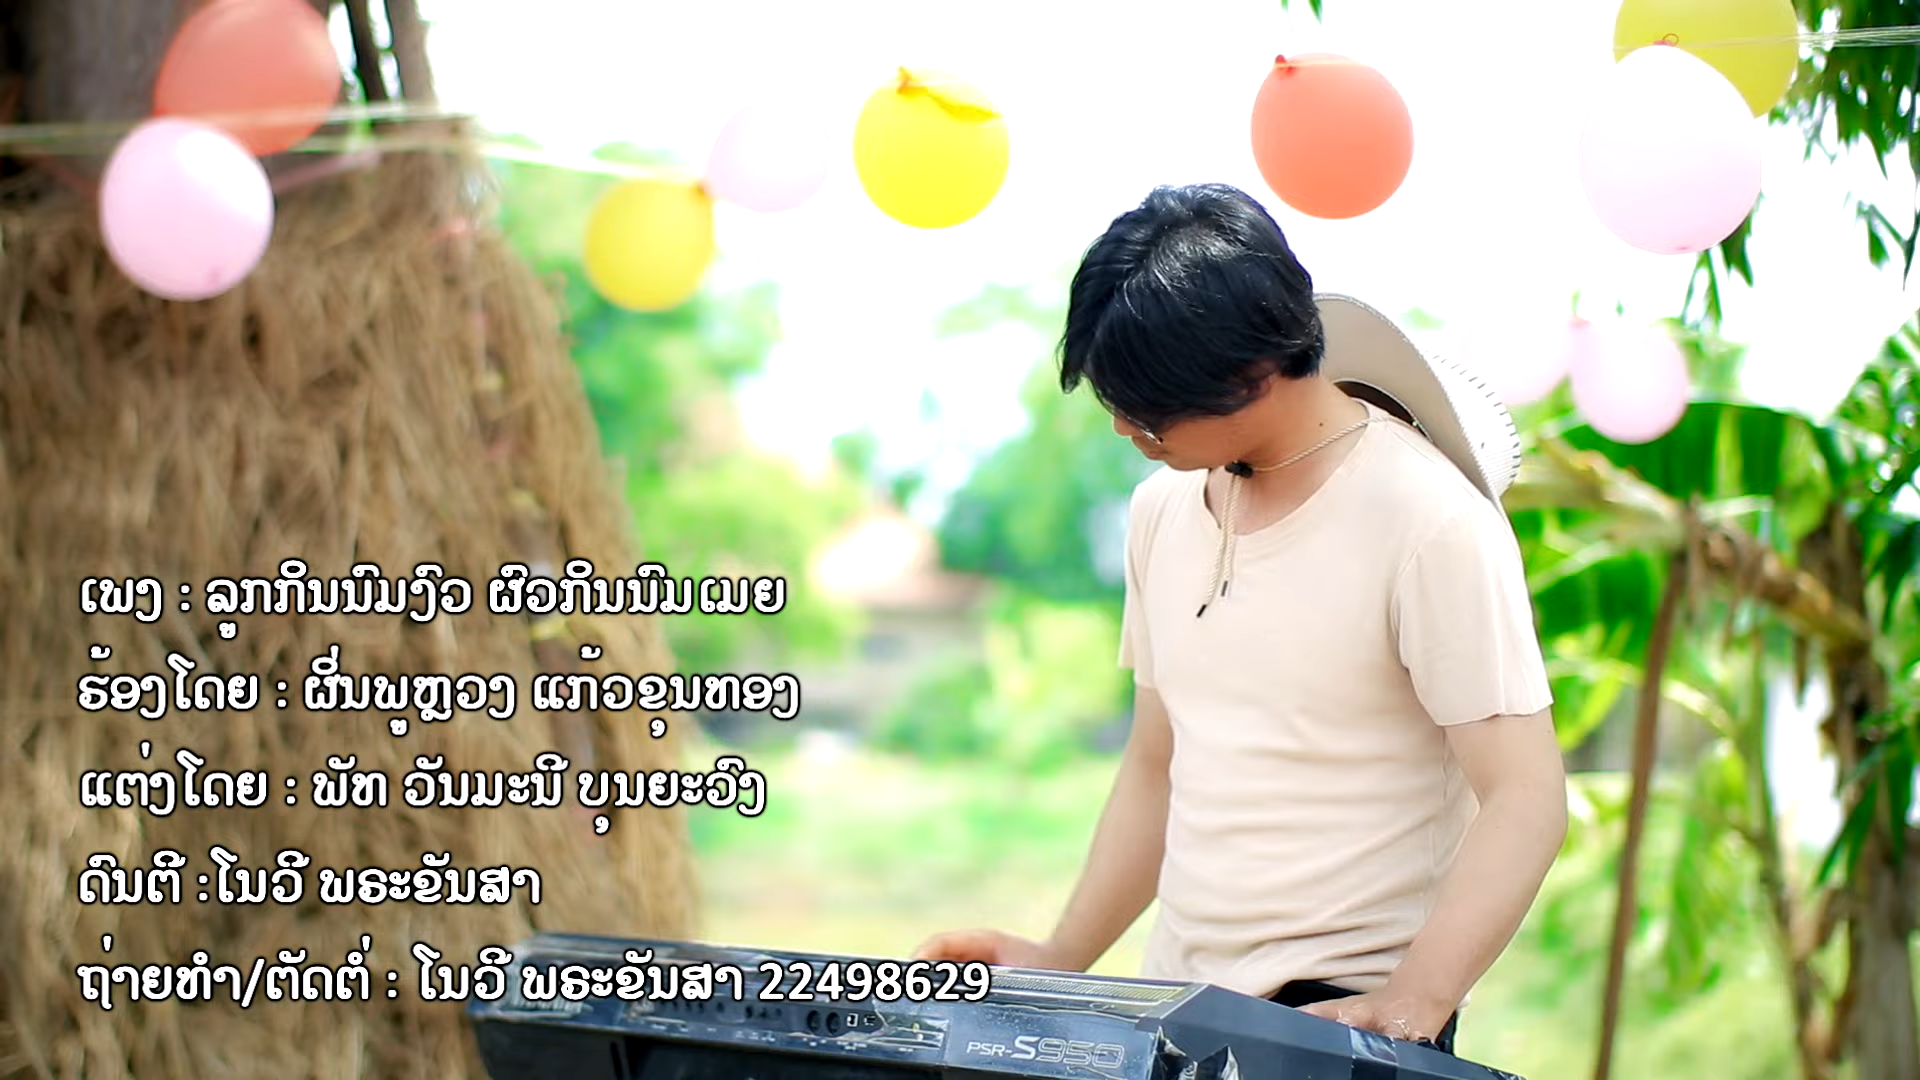 ເພງ : ລູກກິນນົມງົວ ຜົວກິນນົມເມຍ
ຮ້ອງໂດຍ : ຜີ່ນພູຫຼວງ ແກ້ວຂຸນທອງ
ແຕ່ງໂດຍ : ພັທ ວັນມະນີ ບຸນຍະວົງ
ດົນຕີ :ໂນວີ ພຣະຂັນສາ
ຖ່າຍທຳ/ຕັດຕໍ່ : ໂນວີ ພຣະຂັນສາ 22498629
PSR-S950